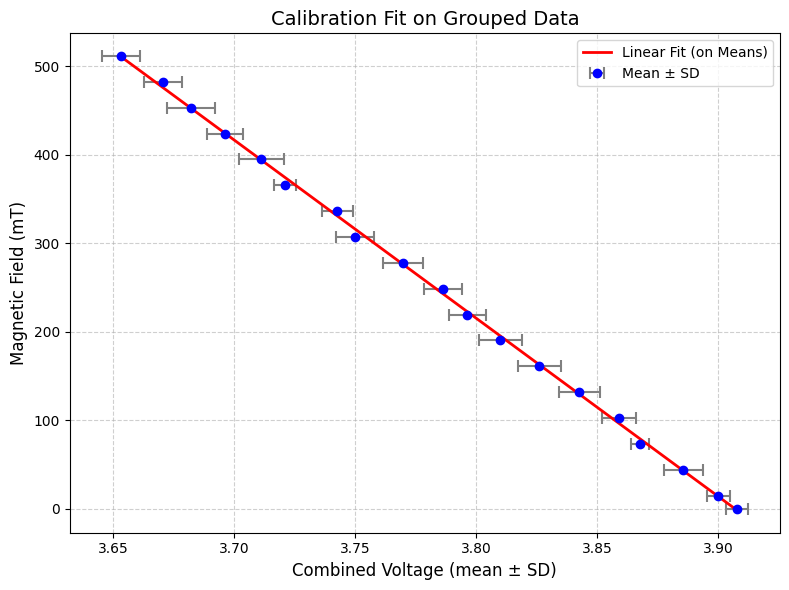 Calibration Fit on Grouped Data
Linear Fit (on Means)
Mean ± SD
Magnetic Field (mT)
500
400
300
200
100
0
3.65 3.70 3.75 3.80 3.85 3.90
Combined Voltage (mean ± SD)